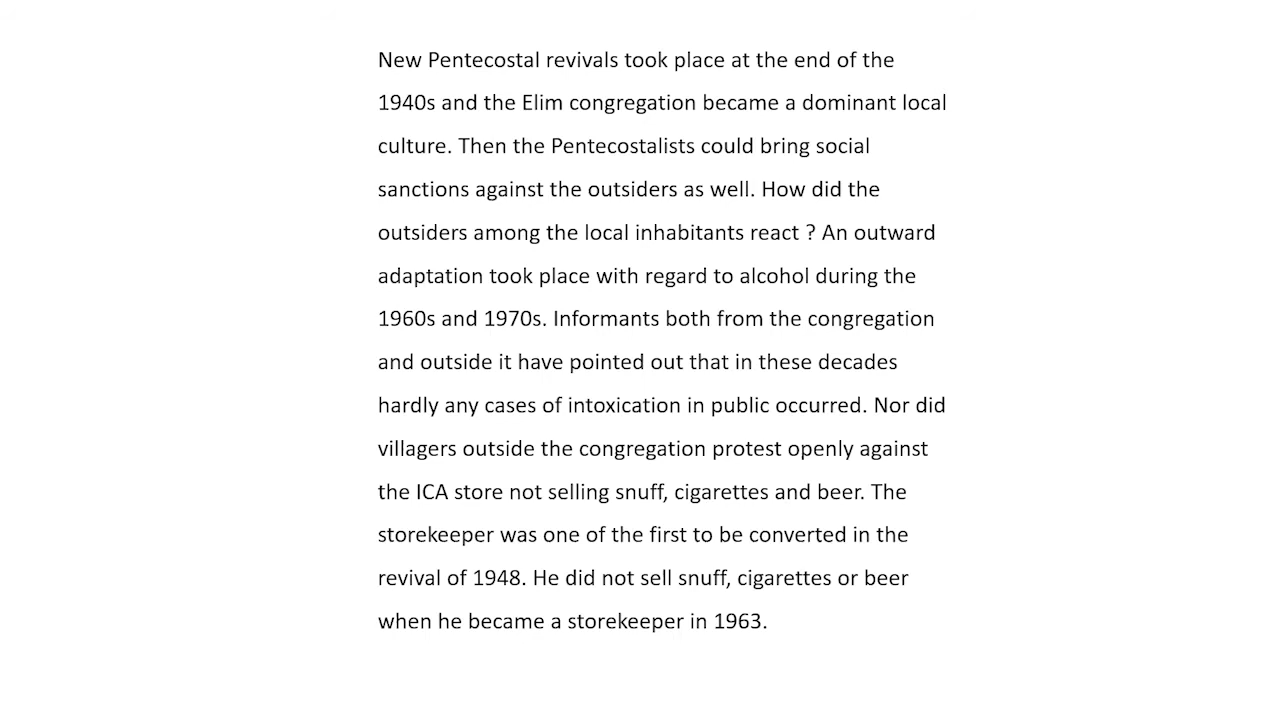 New Pentecostal revivals took place at the end of the
1940s and the Elim congregation became a dominant local
culture. Then the Pentecostalists could bring social
sanctions against the outsiders as well. How did the
outsiders among the local inhabitants react ? An outward
adaptation took place with regard to alcohol during the
1960s and 1970s. Informants both from the congregation
and outside it have pointed out that in these decades
hardly any cases of intoxication in public occurred. Nor did
villagers outside the congregation protest openly against
the ICA store not selling snuff, cigarettes and beer. The
storekeeper was one of the first to be converted in the
revival of 1948. He did not sell snuff, cigarettes or beer
when he became a storekeeper in 1963.